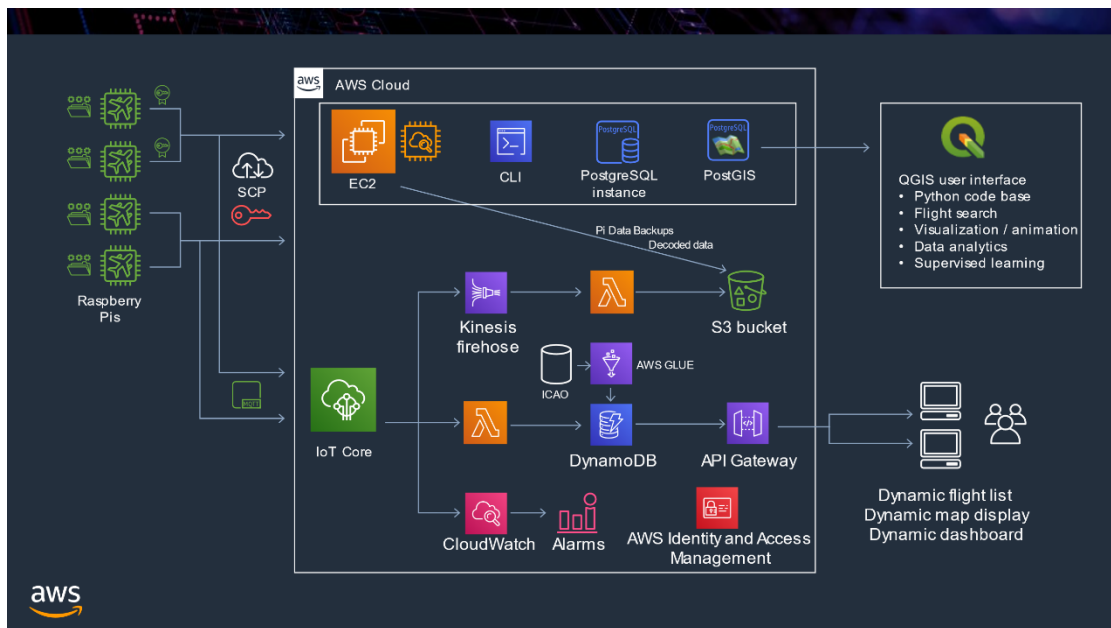 aws
AWS Cloud
EC2
CLI
PostgreSQL
PostgreSQL
instance
PostgreSQL
PostGIS
QGIS user interface
• Python code base
• Flight search
• Visualization / animation
• Data analytics
• Supervised learning
SCP
Raspberry
Pis
Pi Data Backups
Decoded data
Kinesis
firehose
S3 bucket
ICAO
AWS GLUE
MQTT
IoT Core
DynamoDB
API Gateway
CloudWatch
Alarms
AWS Identity and Access
Management
Dynamic flight list
Dynamic map display
Dynamic dashboard
aws